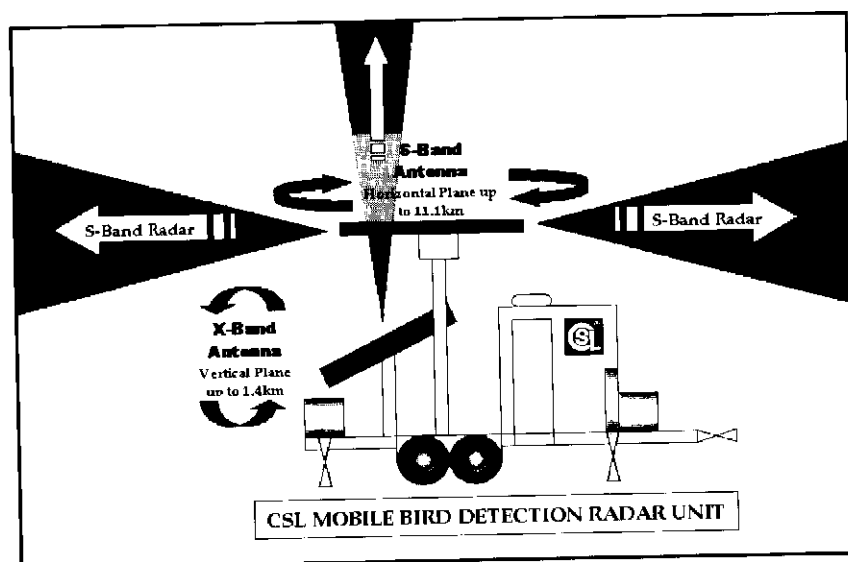 S-Band
Antenna
Horizontal Plane up
to 11.1km
S-Band Radar
S-Band Radar
X-Band
Antenna
Vertical Plane
up to 1.4km
CSL
CSL MOBILE BIRD DETECTION RADAR UNIT